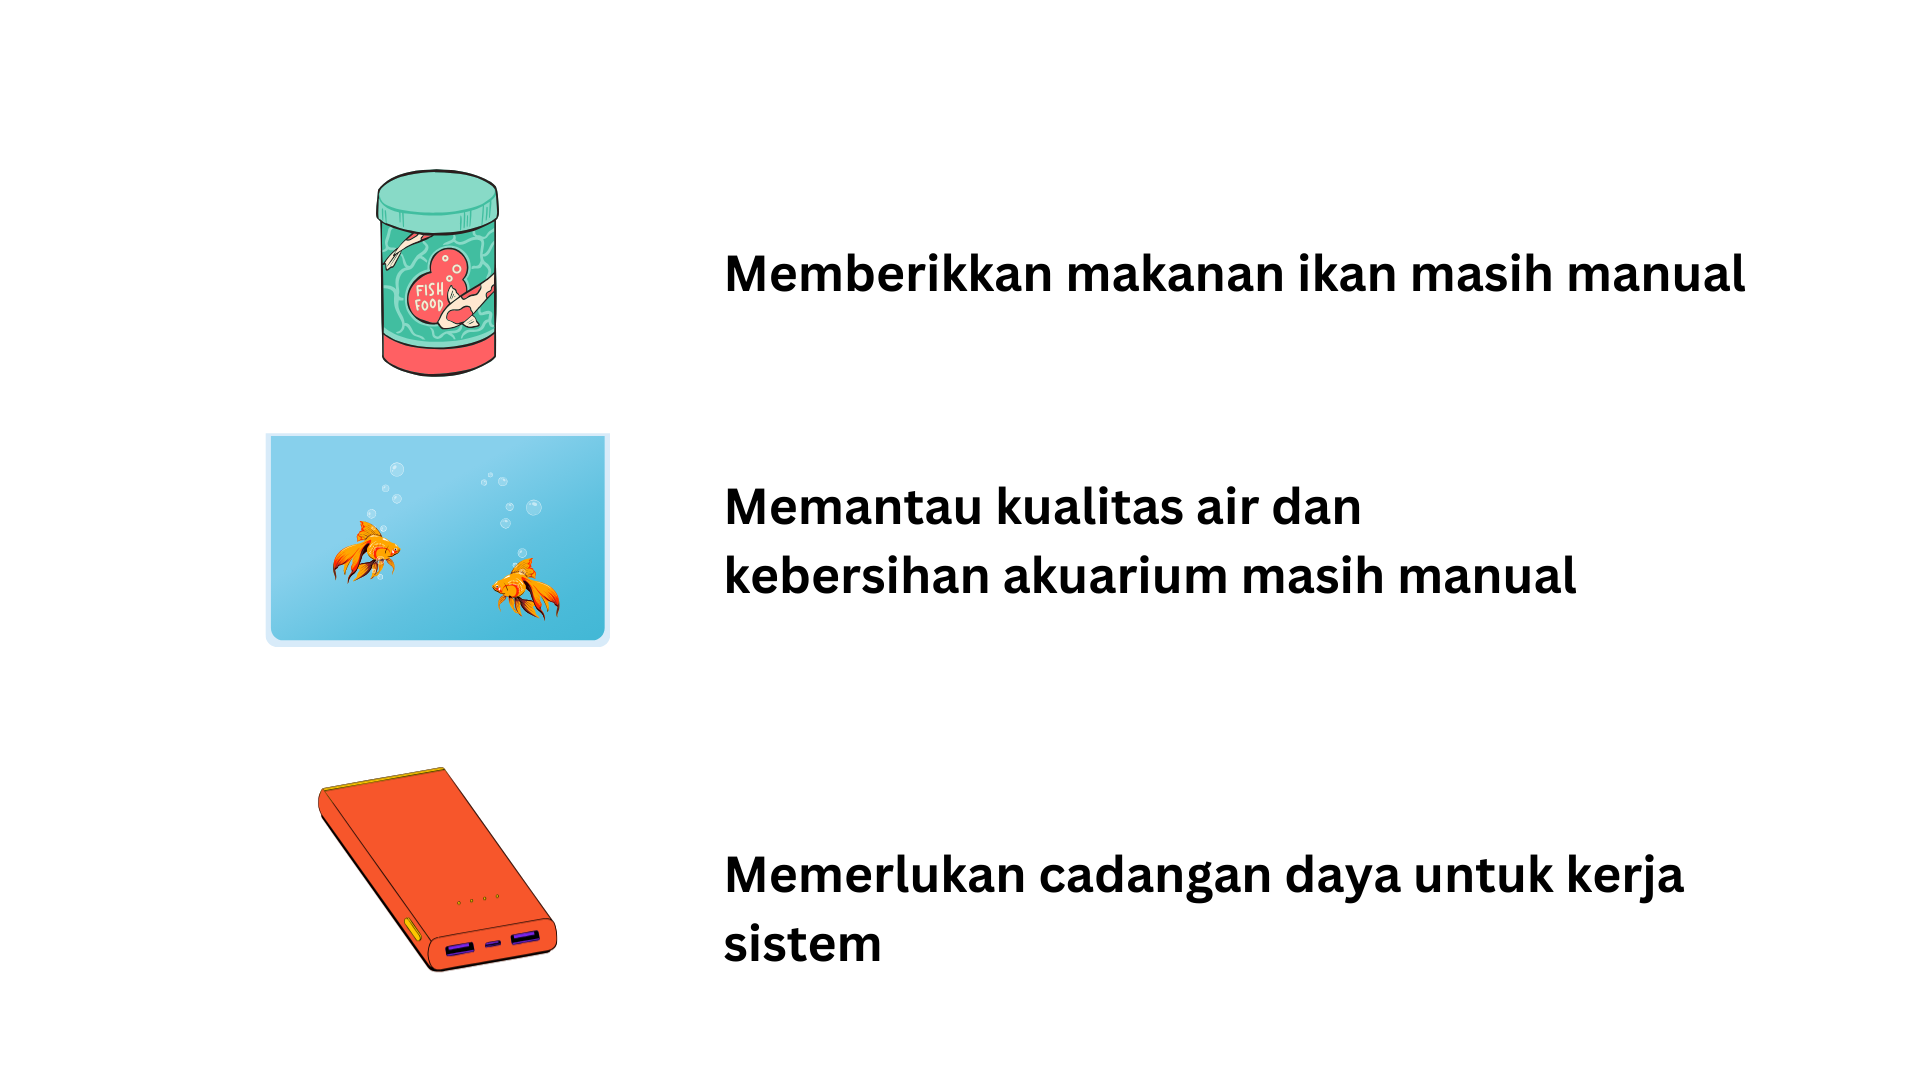 FISH
FOOD
Memberikkan makanan ikan masih manual
Memantau kualitas air dan
kebersihan akuarium masih manual
Memerlukan cadangan daya untuk kerja
sistem